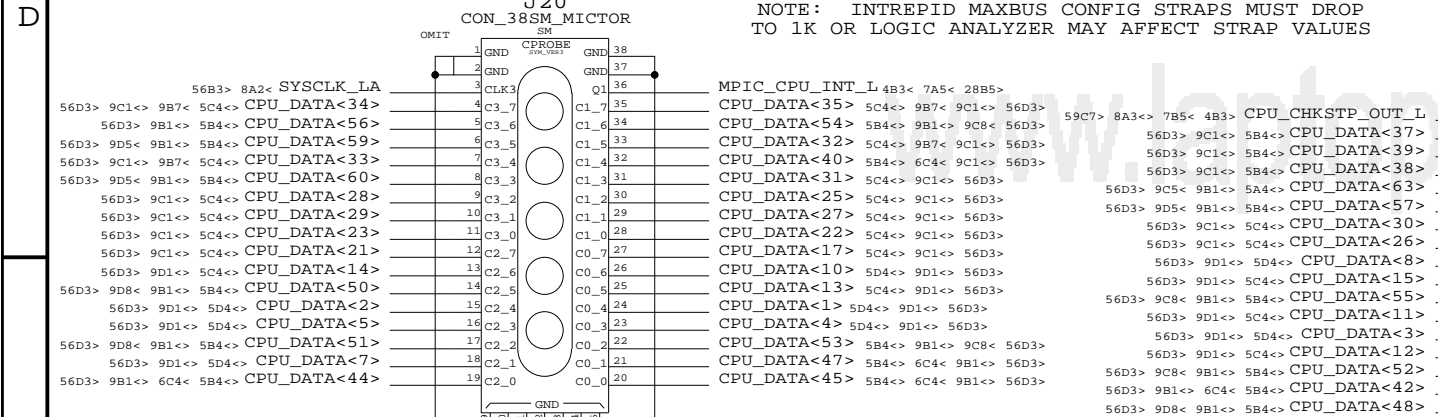 D
J20
CON_38SM_MICTOR
SM
OMIT
NOTE: INTREPID MAXBUS CONFIG STRAPS MUST DROP
TO 1K OR LOGIC ANALYZER MAY AFFECT STRAP VALUES
CPROBE
SYM_VER3
1 GND GND 38
2 GND GND 37
56B3> 8A2< SYSCLK_LA 3 CLK3 Q1 36 MPIC_CPU_INT_L 4B3< 7A5< 28B5>
56D3> 9C1<> 9B7< 5C4<> CPU_DATA<34> 4 C3_7 C1_7 35 CPU_DATA<35> 5C4<> 9B7< 9C1<> 56D3>
56D3> 9B1<> 5B4<> CPU_DATA<56> 5 C3_6 C1_6 34 CPU_DATA<54> 5B4<> 9B1<> 9C8< 56D3>
56D3> 9D5< 9B1<> 5B4<> CPU_DATA<59> 6 C3_5 C1_5 33 CPU_DATA<32> 5C4<> 9B7< 9C1<> 56D3>
56D3> 9C1<> 9B7< 5C4<> CPU_DATA<33> 7 C3_4 C1_4 32 CPU_DATA<40> 5B4<> 6C4< 9B1<> 56D3>
56D3> 9D5< 9B1<> 5B4<> CPU_DATA<60> 8 C3_3 C1_3 31 CPU_DATA<31> 5C4<> 9C1<> 56D3>
56D3> 9C1<> 5C4<> CPU_DATA<28> 9 C3_2 C1_2 30 CPU_DATA<25> 5C4<> 9C1<> 56D3>
56D3> 9C1<> 5C4<> CPU_DATA<29> 10 C3_1 C1_1 29 CPU_DATA<27> 5C4<> 9C1<> 56D3>
56D3> 9C1<> 5C4<> CPU_DATA<23> 11 C3_0 C1_0 28 CPU_DATA<22> 5C4<> 9C1<> 56D3>
56D3> 9C1<> 5C4<> CPU_DATA<21> 12 C2_7 C0_7 27 CPU_DATA<17> 5C4<> 9C1<> 56D3>
56D3> 9D1<> 5C4<> CPU_DATA<14> 13 C2_6 C0_6 26 CPU_DATA<10> 5D4<> 9D1<> 56D3>
56D3> 9D8< 9B1<> 5B4<> CPU_DATA<50> 14 C2_5 C0_5 25 CPU_DATA<13> 5C4<> 9D1<> 56D3>
56D3> 9D1<> 5D4<> CPU_DATA<2> 15 C2_4 C0_4 24 CPU_DATA<1> 5D4<> 9D1<> 56D3>
56D3> 9D1<> 5D4<> CPU_DATA<5> 16 C2_3 C0_3 23 CPU_DATA<4> 5D4<> 9D1<> 56D3>
56D3> 9D8< 9B1<> 5B4<> CPU_DATA<51> 17 C2_2 C0_2 22 CPU_DATA<53> 5B4<> 9B1<> 9C8< 56D3>
56D3> 9D1<> 5D4<> CPU_DATA<7> 18 C2_1 C0_1 21 CPU_DATA<47> 5B4<> 6C4< 9B1<> 56D3>
56D3> 9B1<> 6C4< 5B4<> CPU_DATA<44> 19 C2_0 C0_0 20 CPU_DATA<45> 5B4<> 6C4< 9B1<> 56D3>
GND
www.laptop
59C7> 8A3<> 7B5< 4B3> CPU_CHKSTP_OUT_L
56D3> 9C1<> 5B4<> CPU_DATA<37>
56D3> 9C1<> 5B4<> CPU_DATA<39>
56D3> 9C1<> 5B4<> CPU_DATA<38>
56D3> 9C5< 9B1<> 5A4<> CPU_DATA<63>
56D3> 9D5< 9B1<> 5B4<> CPU_DATA<57>
56D3> 9C1<> 5C4<> CPU_DATA<30>
56D3> 9C1<> 5C4<> CPU_DATA<26>
56D3> 9D1<> 5D4<> CPU_DATA<8>
56D3> 9D1<> 5C4<> CPU_DATA<15>
56D3> 9C8< 9B1<> 5B4<> CPU_DATA<55>
56D3> 9D1<> 5C4<> CPU_DATA<11>
56D3> 9D1<> 5D4<> CPU_DATA<3>
56D3> 9D1<> 5C4<> CPU_DATA<12>
56D3> 9C8< 9B1<> 5B4<> CPU_DATA<52>
56D3> 9B1<> 6C4< 5B4<> CPU_DATA<42>
56D3> 9D8< 9B1<> 5B4<> CPU_DATA<48>